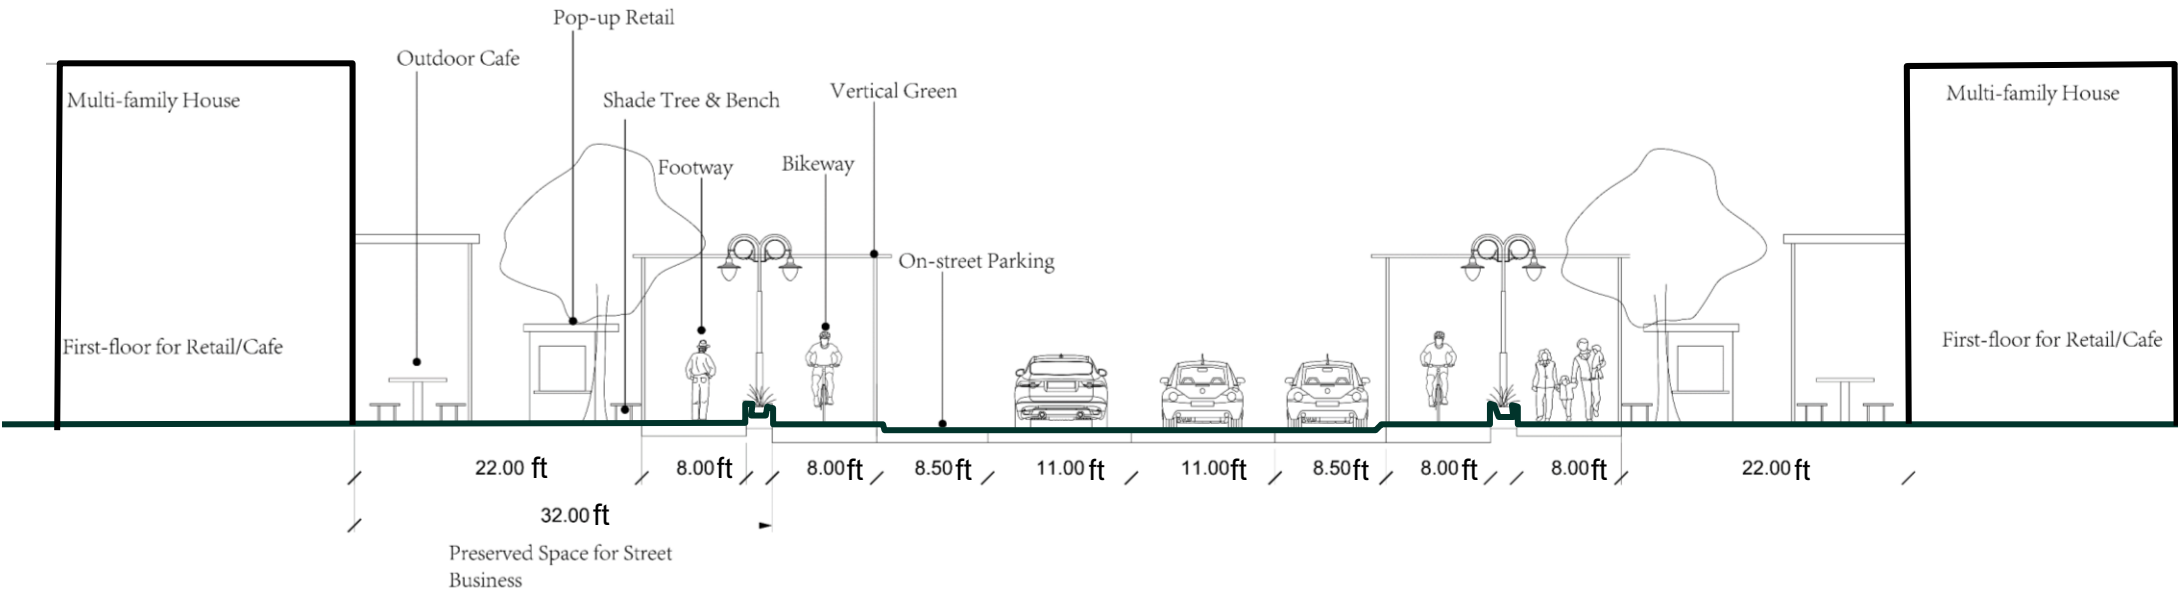 Pop-up Retail
Outdoor Cafe
Multi-family House
Shade Tree & Bench
Vertical Green
Multi-family House
Footway
Bikeway
On-street Parking
First-floor for Retail/Cafe
First-floor for Retail/Cafe
22.00 ft
8.00 ft
8.00 ft
8.50 ft
11.00 ft
11.00 ft
8.50 ft
8.00 ft
8.00 ft
22.00 ft
32.00 ft
Preserved Space for Street
Business